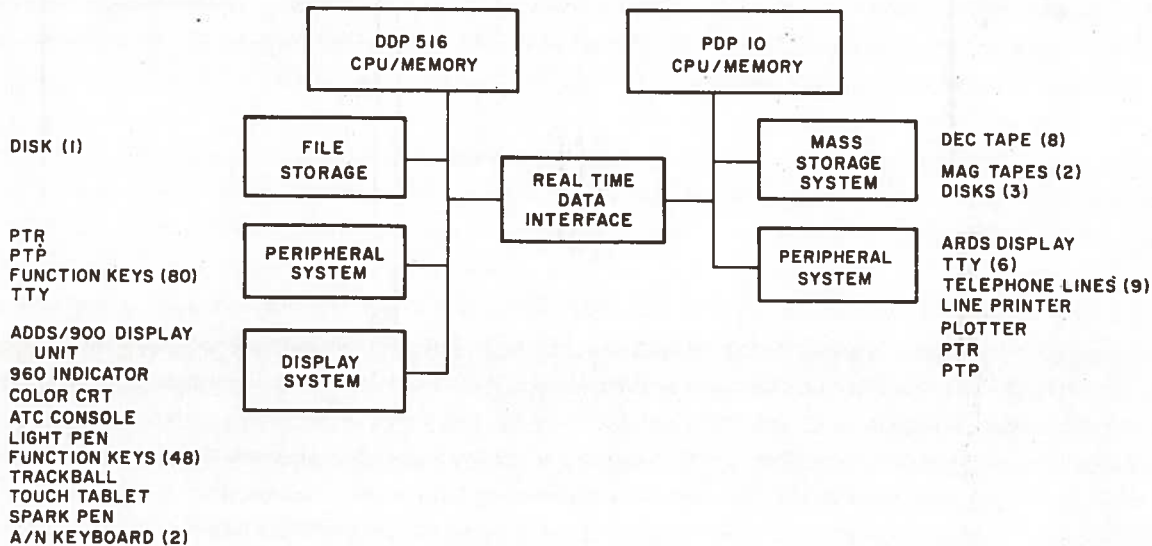 DDP 516
CPU/MEMORY
PDP 10
CPU/MEMORY
DISK (1)
FILE
STORAGE
REAL TIME
DATA
INTERFACE
MASS
STORAGE
SYSTEM
DEC TAPE (8)
MAG TAPES (2)
DISKS (3)
PTR
PTP
FUNCTION KEYS (80)
TTY
PERIPHERAL
SYSTEM
PERIPHERAL
SYSTEM
ARDS DISPLAY
TTY (6)
TELEPHONE LINES (9)
LINE PRINTER
PLOTTER
PTR
PTP
ADDS/900 DISPLAY
UNIT
960 INDICATOR
COLOR CRT
ATC CONSOLE
LIGHT PEN
FUNCTION KEYS (48)
TRACKBALL
TOUCH TABLET
SPARK PEN
A/N KEYBOARD (2)
DISPLAY
SYSTEM